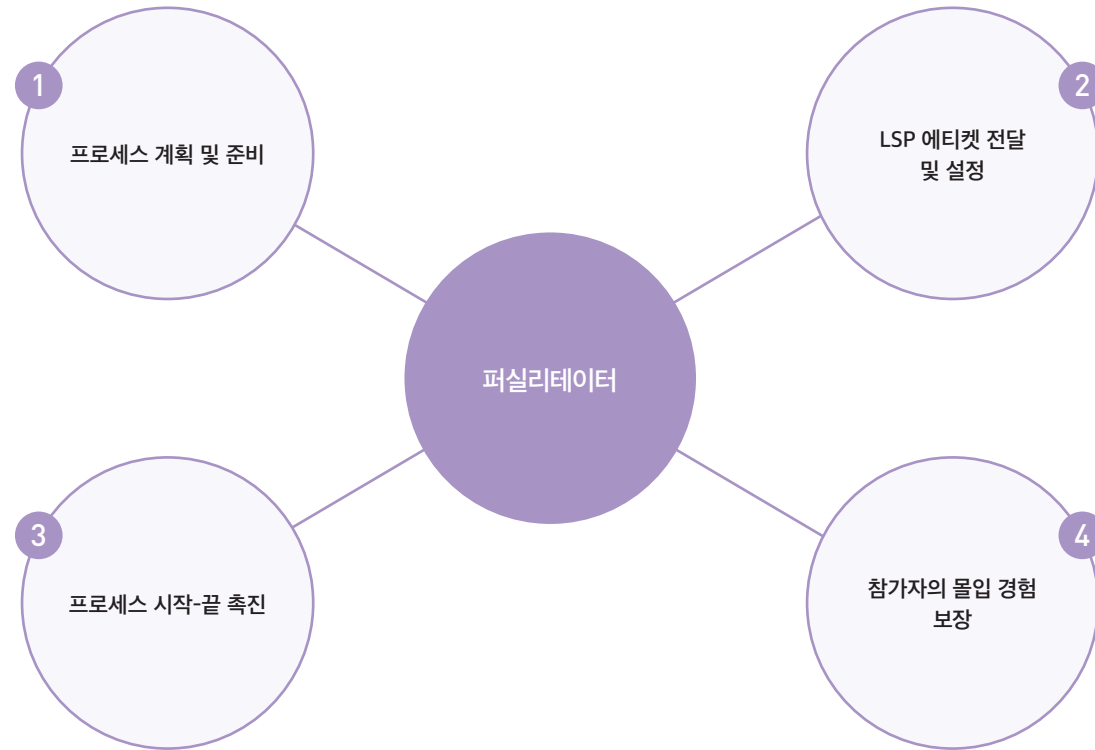 1
프로세스 계획 및 준비
2
LSP 에티켓 전달
및 설정
퍼실리테이터
3
프로세스 시작-끝 촉진
4
참가자의 몰입 경험
보장